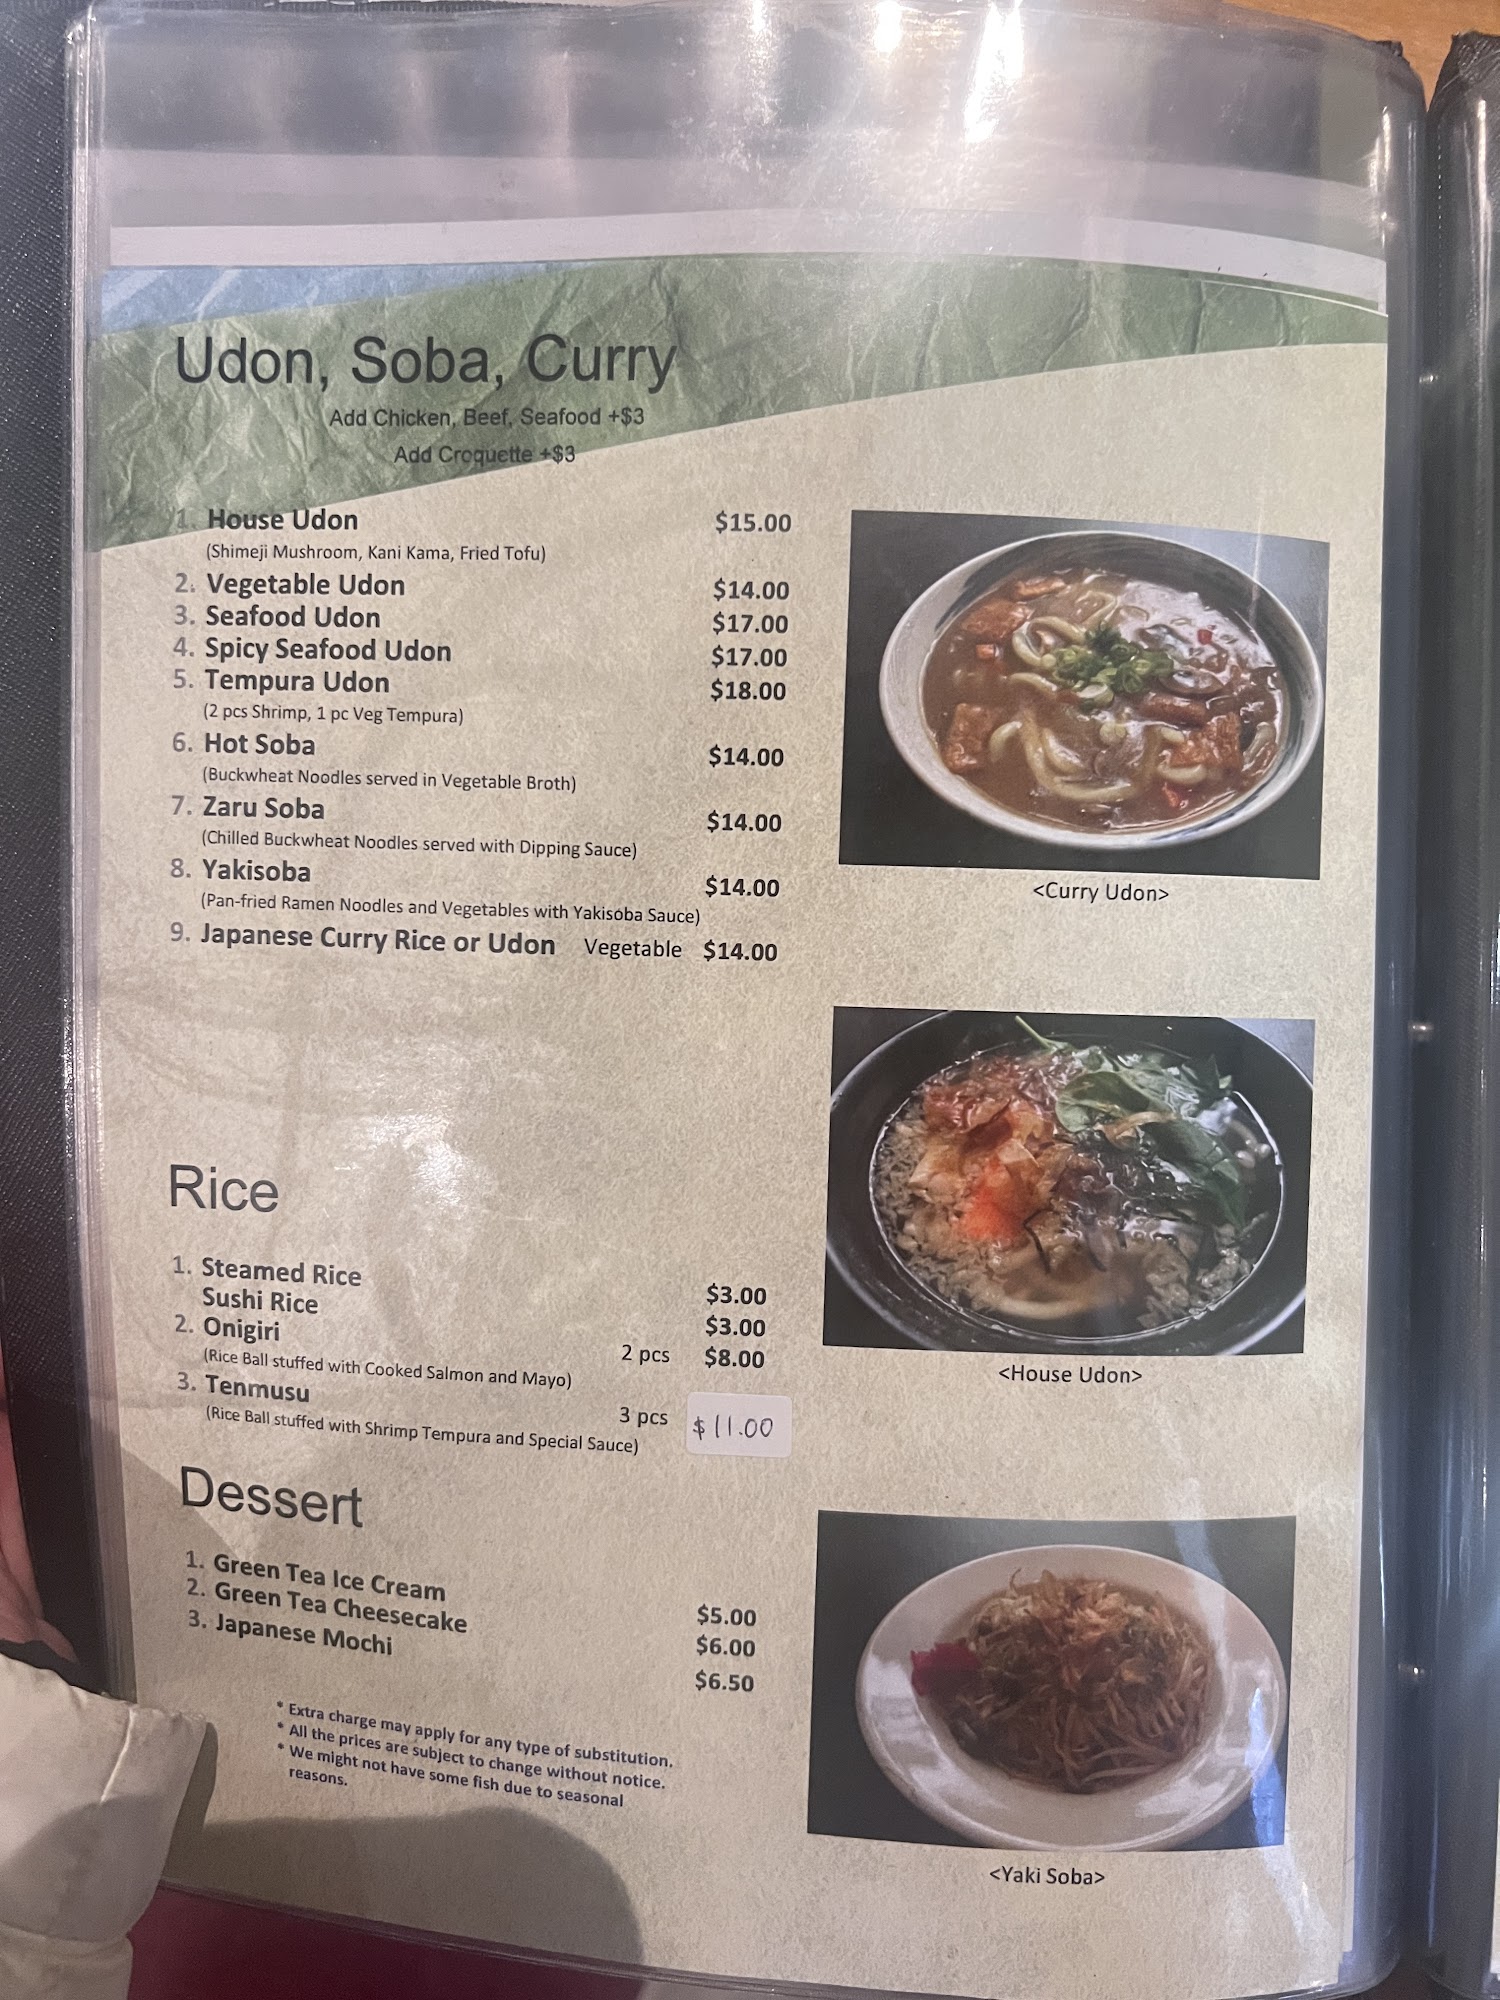 Udon, Soba, Curry
Add Chicken, Beef, Seafood +$3
Add Croquette +$3
1. House Udon $15.00
(Shimeji Mushroom, Kani Kama, Fried Tofu)
2. Vegetable Udon $14.00
3. Seafood Udon $17.00
4. Spicy Seafood Udon $17.00
5. Tempura Udon $18.00
(2 pcs Shrimp, 1 pc Veg Tempura)
6. Hot Soba $14.00
(Buckwheat Noodles served in Vegetable Broth)
7. Zaru Soba $14.00
(Chilled Buckwheat Noodles served with Dipping Sauce)
8. Yakisoba $14.00
(Pan-fried Ramen Noodles and Vegetables with Yakisoba Sauce)
9. Japanese Curry Rice or Udon Vegetable $14.00
<Curry Udon>
Rice
1. Steamed Rice $3.00
Sushi Rice $3.00
2. Onigiri 2 pcs $8.00
(Rice Ball stuffed with Cooked Salmon and Mayo)
3. Tenmusu 3 pcs $11.00
(Rice Ball stuffed with Shrimp Tempura and Special Sauce)
<House Udon>
Dessert
1. Green Tea Ice Cream $5.00
2. Green Tea Cheesecake $6.00
3. Japanese Mochi $6.50
* Extra charge may apply for any type of substitution.
* All the prices are subject to change without notice.
* We might not have some fish due to seasonal
reasons.
<Yaki Soba>